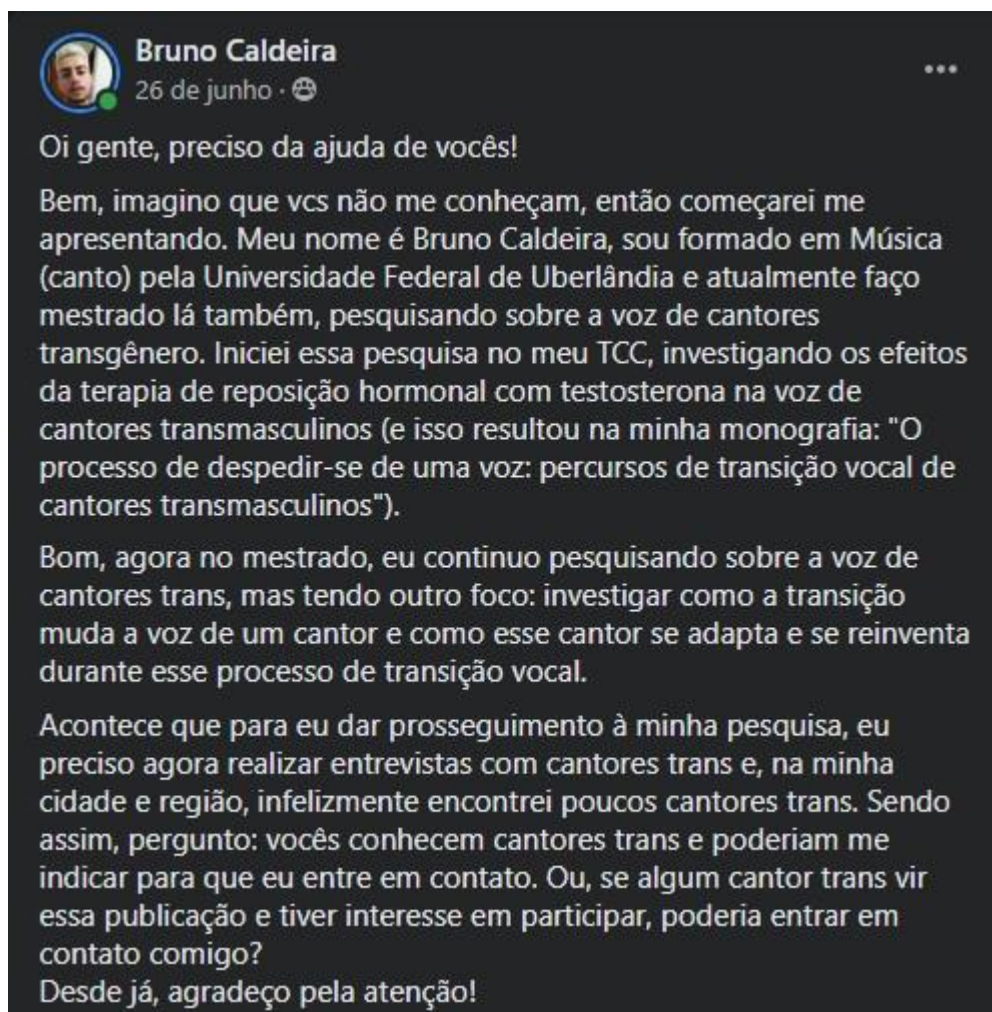 Bruno Caldeira
26 de junho ·
Oi gente, preciso da ajuda de vocês!
Bem, imagino que vcs não me conheçam, então começarei me
apresentando. Meu nome é Bruno Caldeira, sou formado em Música
(canto) pela Universidade Federal de Uberlândia e atualmente faço
mestrado lá também, pesquisando sobre a voz de cantores
transgênero. Iniciei essa pesquisa no meu TCC, investigando os efeitos
da terapia de reposição hormonal com testosterona na voz de
cantores transmasculinos (e isso resultou na minha monografia: "O
processo de despedir-se de uma voz: percursos de transição vocal de
cantores transmasculinos").
Bom, agora no mestrado, eu continuo pesquisando sobre a voz de
cantores trans, mas tendo outro foco: investigar como a transição
muda a voz de um cantor e como esse cantor se adapta e se reinventa
durante esse processo de transição vocal.
Acontece que para eu dar prosseguimento à minha pesquisa, eu
preciso agora realizar entrevistas com cantores trans e, na minha
cidade e região, infelizmente encontrei poucos cantores trans. Sendo
assim, pergunto: vocês conhecem cantores trans e poderiam me
indicar para que eu entre em contato. Ou, se algum cantor trans vir
essa publicação e tiver interesse em participar, poderia entrar em
contato comigo?
Desde já, agradeço pela atenção!